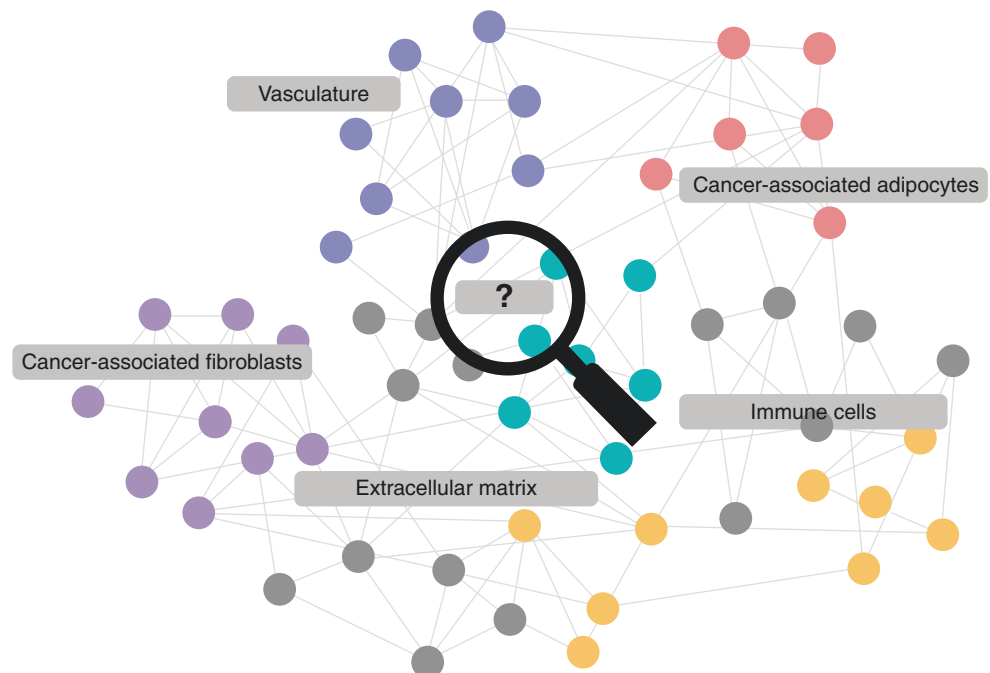 Vasculature
Cancer-associated adipocytes
?
Cancer-associated fibroblasts
Immune cells
Extracellular matrix